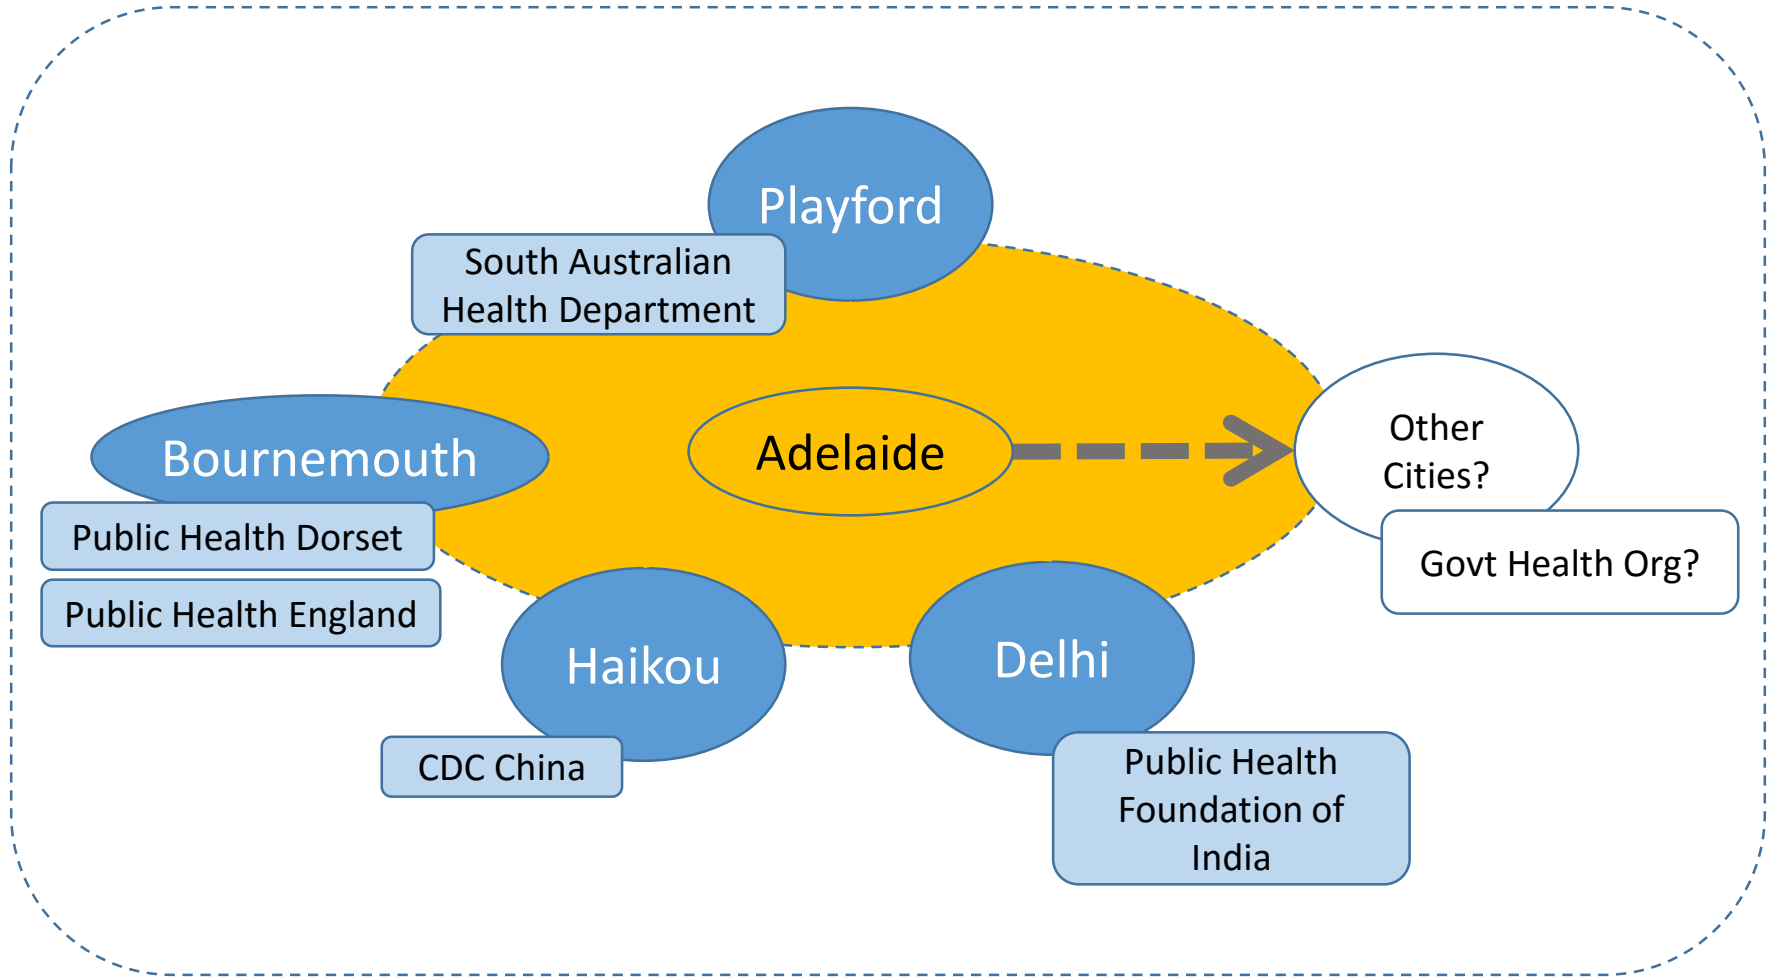 Playford
South Australian
Health Department
Adelaide
Other
Cities?
Govt Health Org?
Bournemouth
Public Health Dorset
Public Health England
Haikou
CDC China
Delhi
Public Health
Foundation of
India